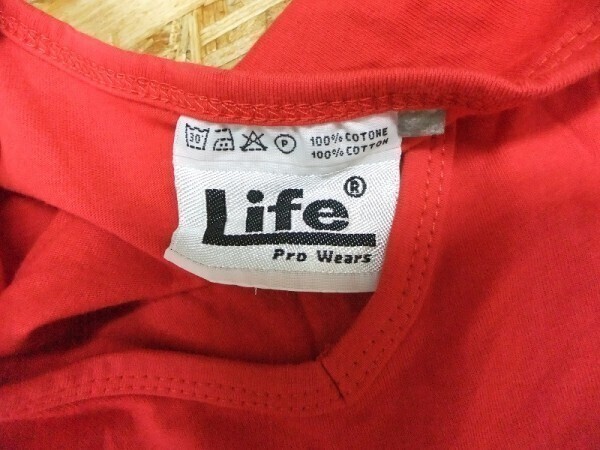 30° P 100% COTONE
100% COTTON
Life®
Pro Wears